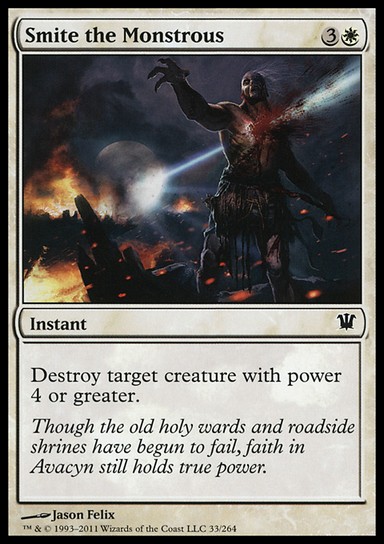 Smite the Monstrous 3
Instant
Destroy target creature with power
4 or greater.
Though the old holy wards and roadside
shrines have begun to fail, faith in
Avacyn still holds true power.
Jason Felix
™ & © 1993–2011 Wizards of the Coast LLC 33/264